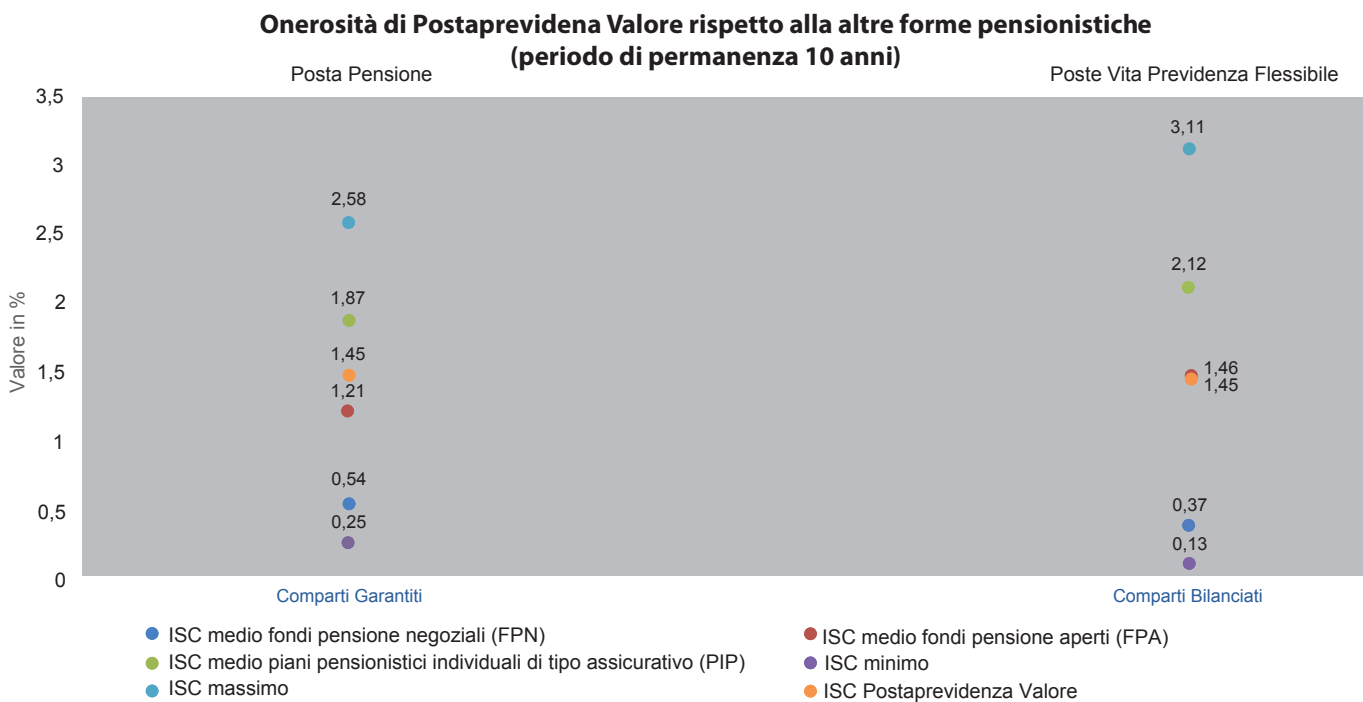 Onerosità di Postaprevidena Valore rispetto alla altre forme pensionistiche
(periodo di permanenza 10 anni)
Posta Pensione
Poste Vita Previdenza Flessibile
3,5
3
2,5
2
1,5
1
0,5
0
Valore in %
2,58
1,87
1,45
1,21
0,54
0,25
3,11
2,12
1,46
1,45
0,37
0,13
Comparti Garantiti
Comparti Bilanciati
ISC medio fondi pensione negoziali (FPN)
ISC medio fondi pensione aperti (FPA)
ISC medio piani pensionistici individuali di tipo assicurativo (PIP)
ISC minimo
ISC massimo
ISC Postaprevidenza Valore